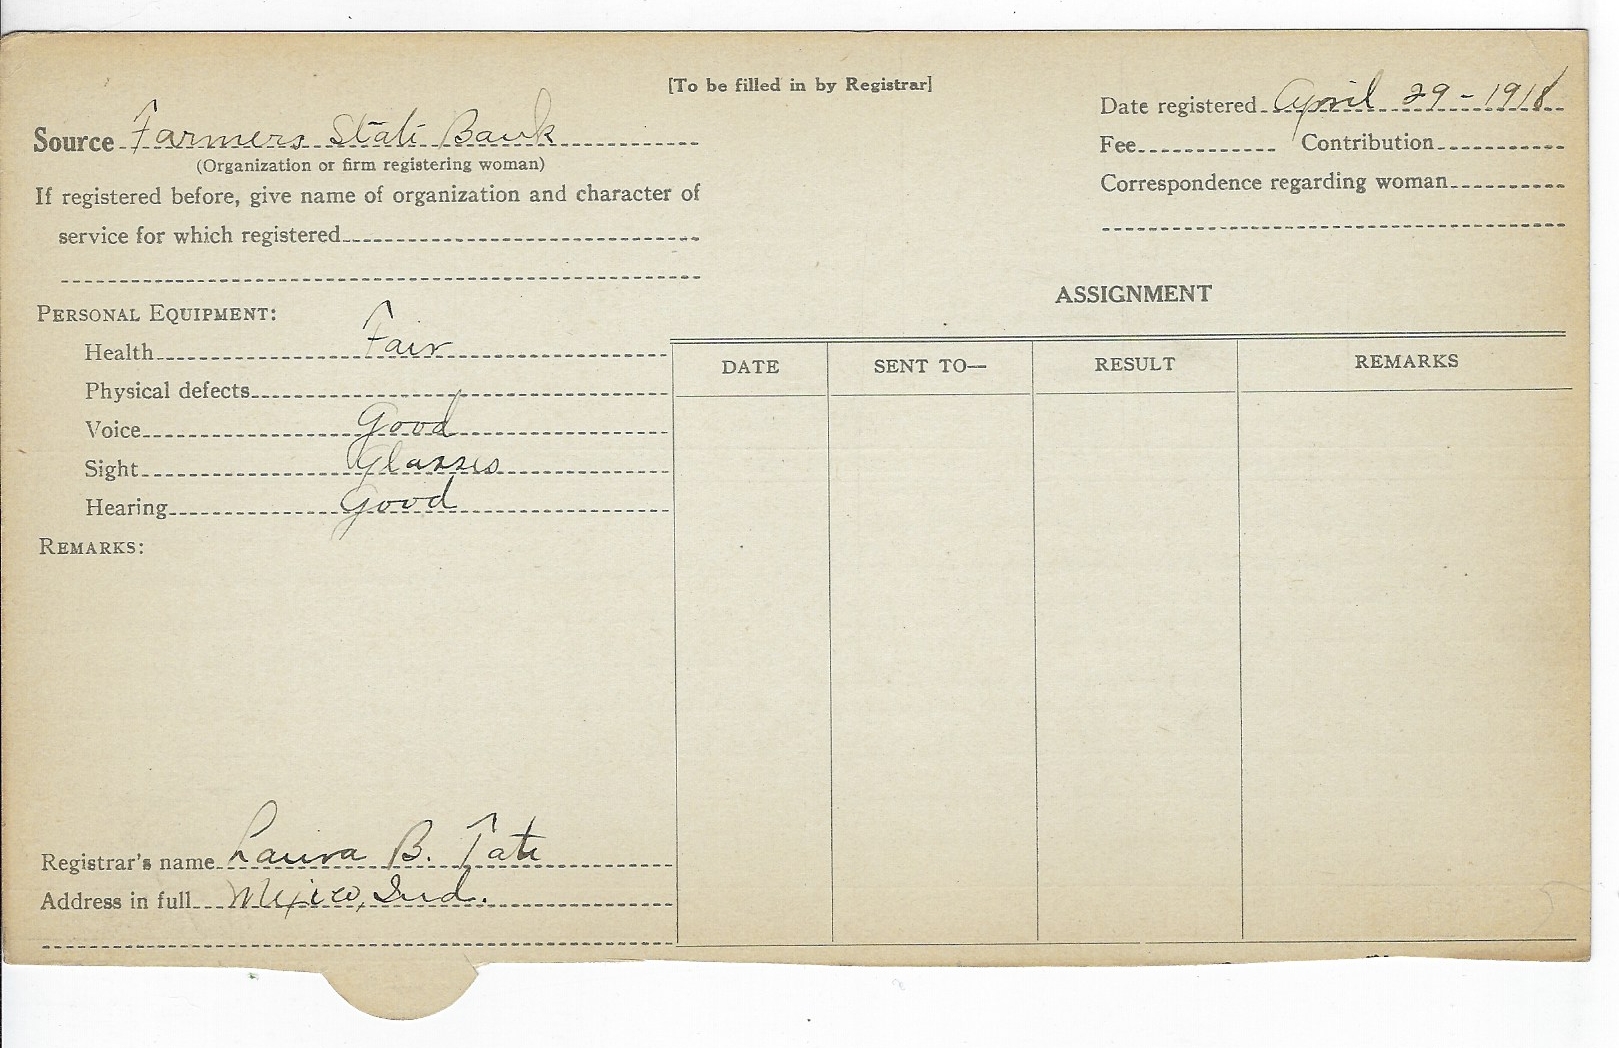 [To be filled in by Registrar]
Date registered April 29 - 1918
Source Farmers State Bank
(Organization or firm registering woman)
Fee Contribution
If registered before, give name of organization and character of
service for which registered
Correspondence regarding woman
ASSIGNMENT
PERSONAL EQUIPMENT:
Health Fair
Physical defects
Voice Good
Sight Glasses
Hearing Good
REMARKS:
DATE SENT TO— RESULT REMARKS
Registrar's name Laura B. Tate
Address in full Mexico, Ind.